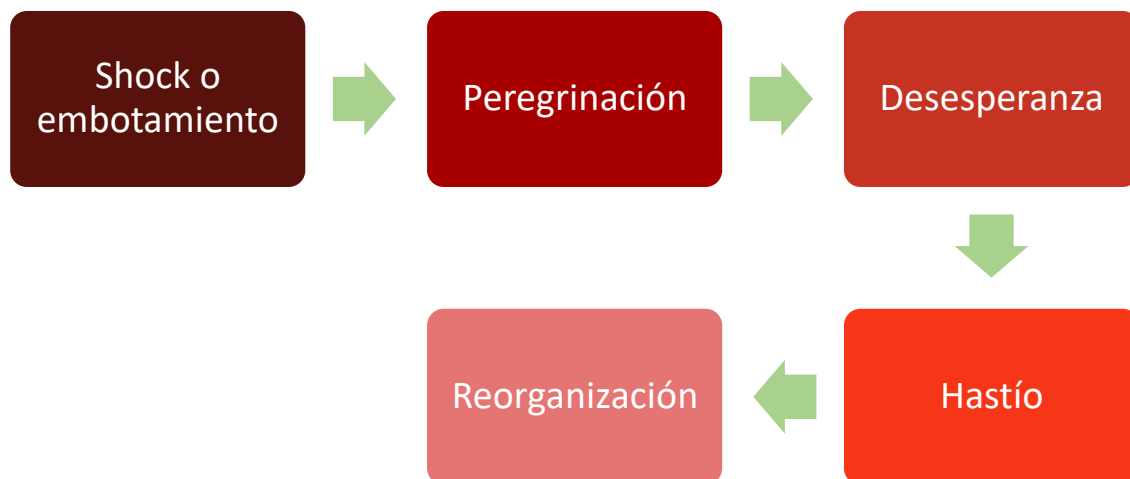 Shock o
embotamiento
Peregrinación
Desesperanza
Hastío
Reorganización